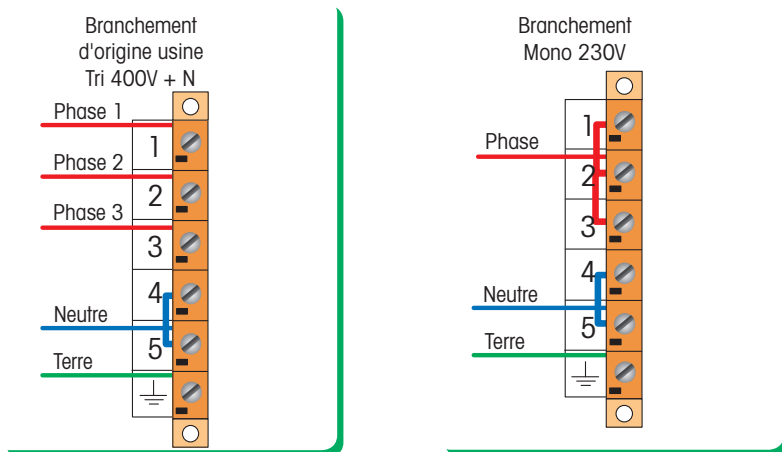 Branchement
d'origine usine
Tri 400V + N
Phase 1
1
Phase 2
2
Phase 3
3
4
Neutre
5
Terre
Branchement
Mono 230V
1
Phase
2
3
4
Neutre
5
Terre